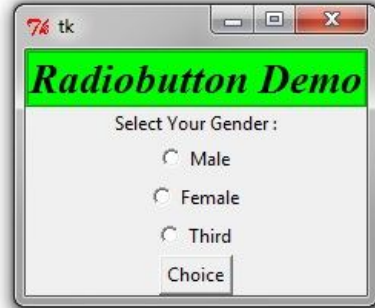 tk
Radiobutton Demo
Select Your Gender :
Male
Female
Third
Choice